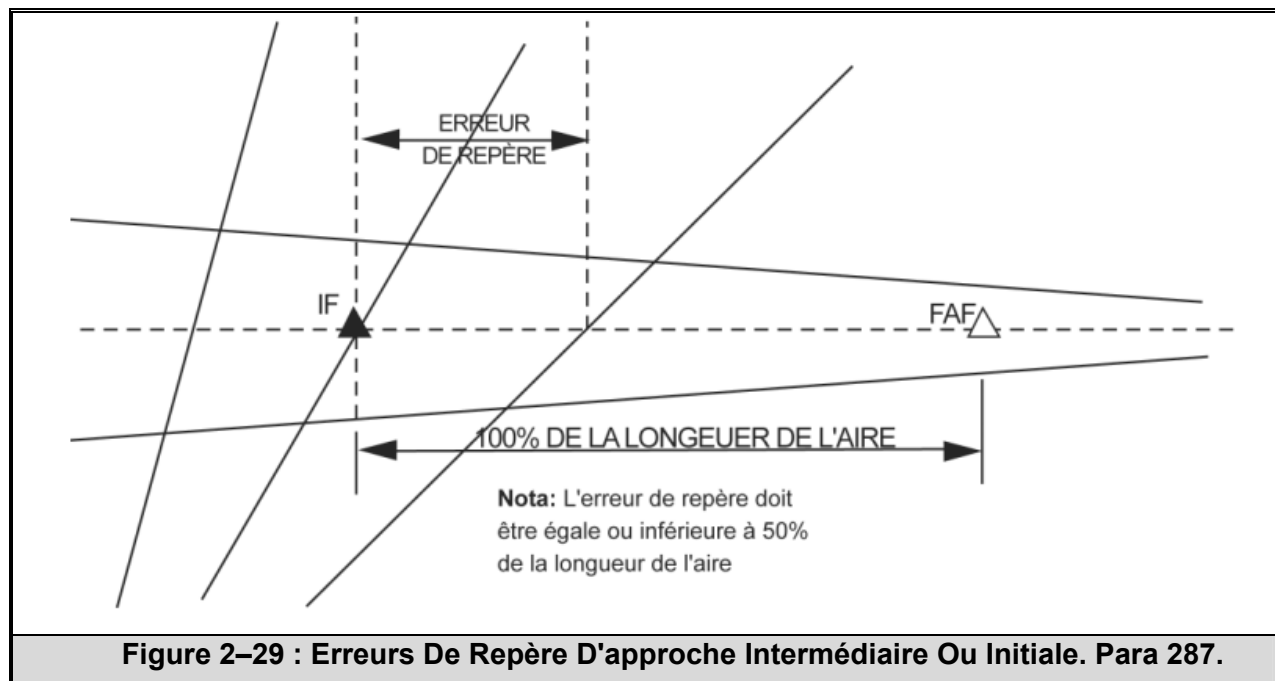 ERREUR
DE REPÈRE
IF
FAF
100% DE LA LONGEUER DE L'AIRE
Nota: L'erreur de repère doit
être égale ou inférieure à 50%
de la longueur de l'aire
Figure 2–29 : Erreurs De Repère D'approche Intermédiaire Ou Initiale. Para 287.